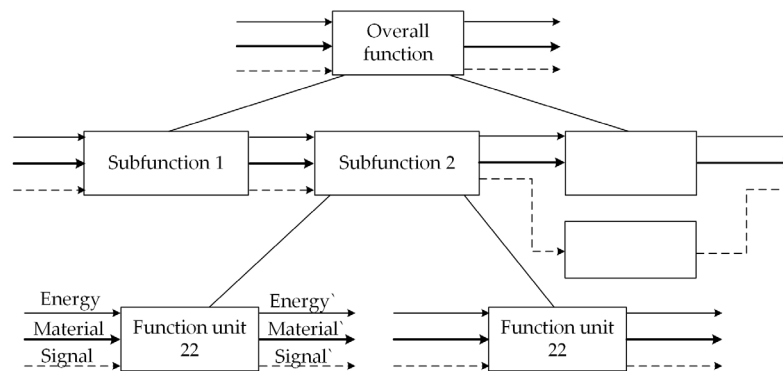 Overall
function
Subfunction 1
Subfunction 2
Energy
Material
Signal
Function unit
22
Energy`
Material`
Signal`
Function unit
22